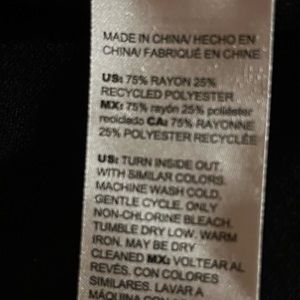 MADE IN CHINA/ HECHO EN
CHINA/ FABRIQUÉ EN CHINE
US: 75% RAYON 25%
RECYCLED POLYESTER
MX: 75% rayón 25% poliéster
reciclado CA: 75% RAYONNE
25% POLYESTER RECYCLÉE
US: TURN INSIDE OUT.
WITH SIMILAR COLORS.
MACHINE WASH COLD,
GENTLE CYCLE. ONLY
NON-CHLORINE BLEACH.
TUMBLE DRY LOW. WARM
IRON. MAY BE DRY
CLEANED MX: VOLTEAR AL
REVÉS. CON COLORES
SIMILARES. LAVAR A
MÁQUINA CON